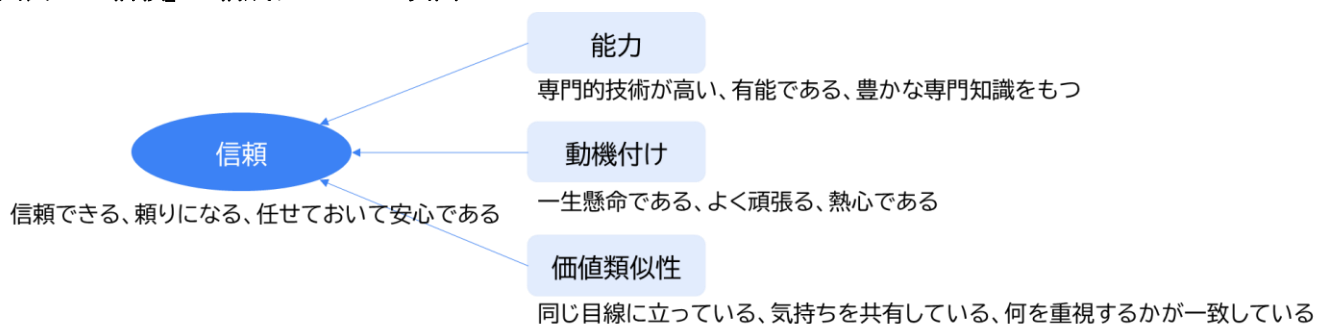 能力
専門的技術が高い、有能である、豊かな専門知識をもつ
信頼
動機付け
信頼できる、頼りになる、任せておいて安心である
一生懸命である、よく頑張る、熱心である
価値類似性
同じ目線に立っている、気持ちを共有している、何を重視するかが一致している